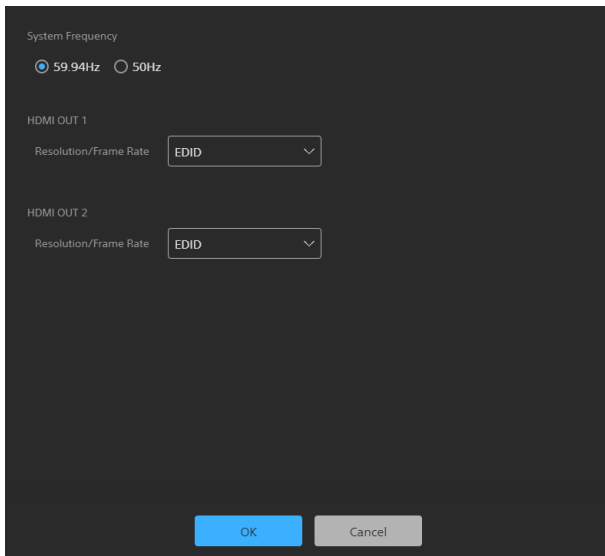 System Frequency
59.94Hz 50Hz
HDMI OUT 1
Resolution/Frame Rate EDID
HDMI OUT 2
Resolution/Frame Rate EDID
OK Cancel